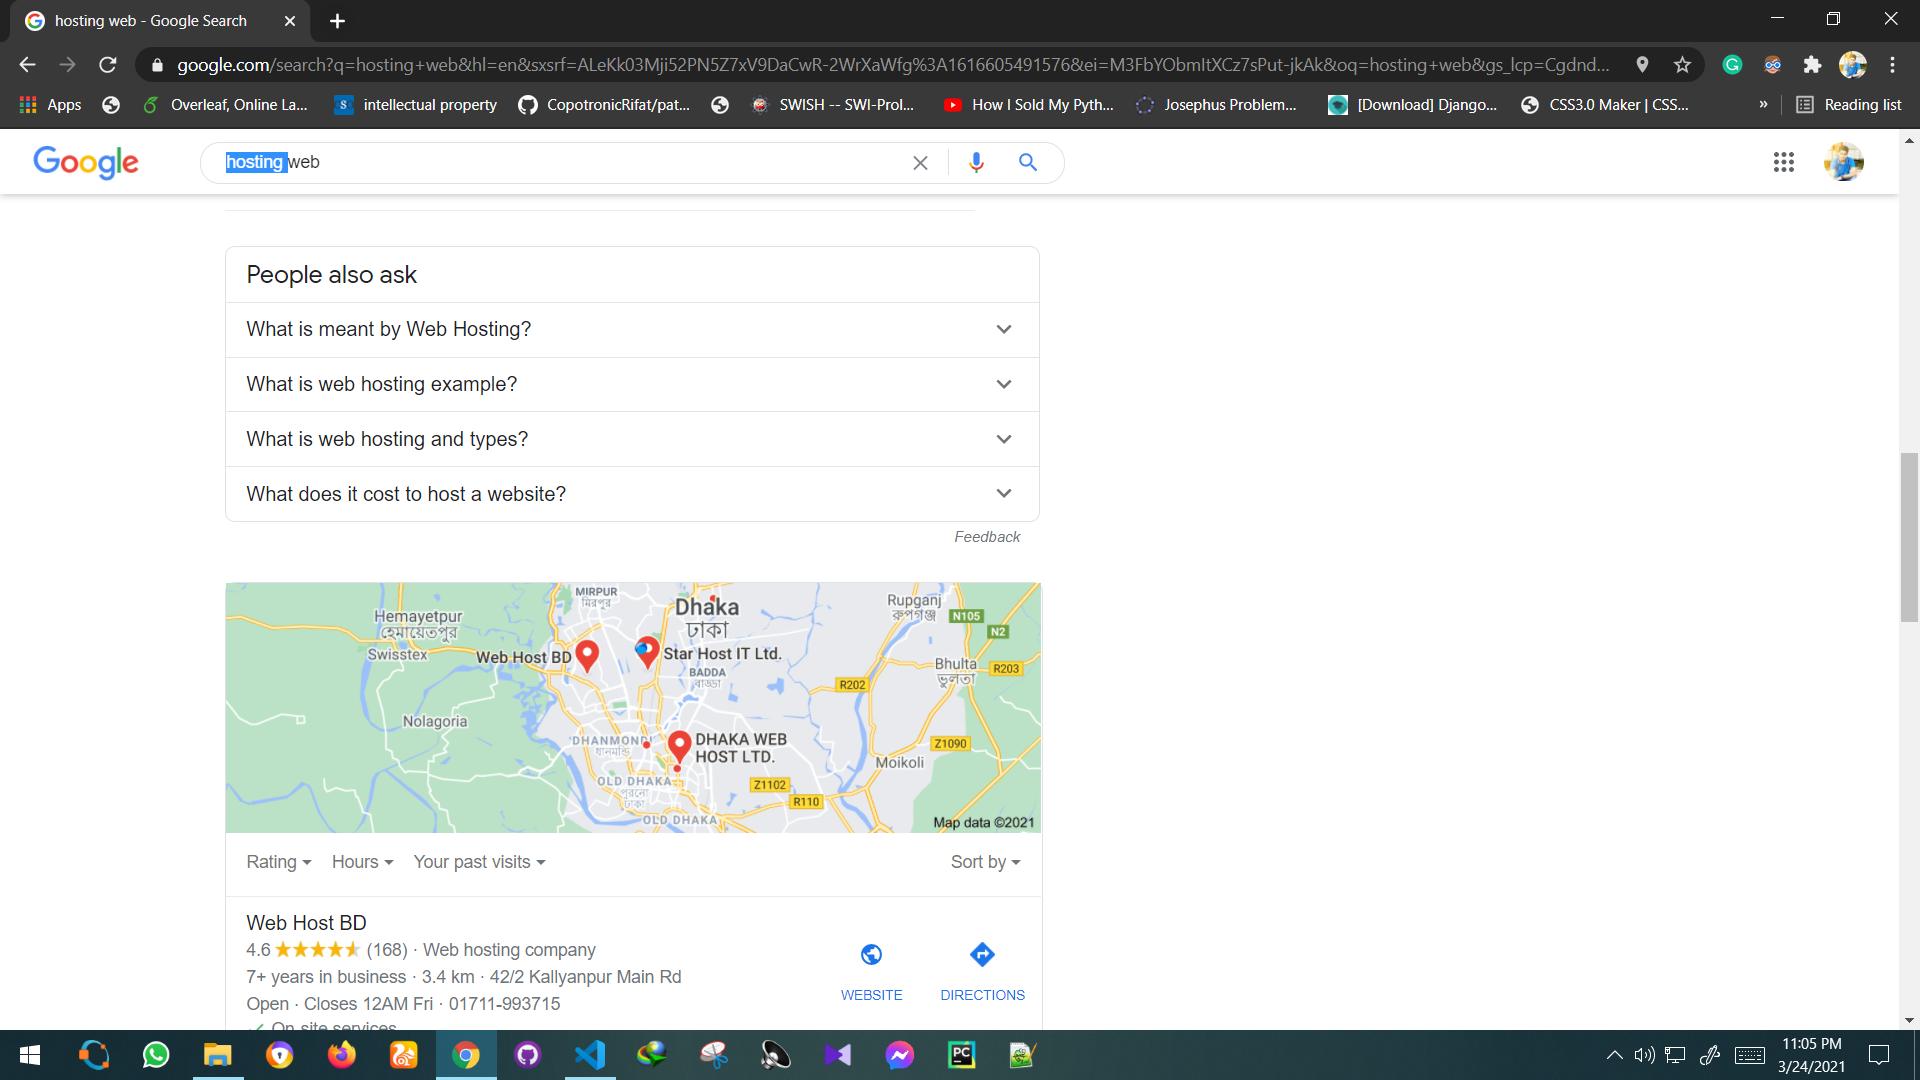 hosting web - Google Search
google.com/search?q=hosting+web&hl=en&sxsrf=ALeKk03Mji52PN5Z7xV9DaCwR-2WrXaWfg%3A1616605491576&ei=M3FbYObmItXCz7sPut-jkAk&oq=hosting+web&gs_lcp=Cgdnd...
Apps
Overleaf, Online La...
intellectual property
CopotronicRifat/pat...
SWISH -- SWI-Prol...
How I Sold My Pyth...
Josephus Problem...
[Download] Django...
CSS3.0 Maker | CSS...
»
Reading list
Google
hosting web
People also ask
What is meant by Web Hosting?
What is web hosting example?
What is web hosting and types?
What does it cost to host a website?
Feedback
MIRPUR
মিরপুর
Dhaka
ঢাকা
Hemayetpur
হেমায়েতপুর
Swisstex
Rupganj
রূপগঞ্জ
N105
N2
Web Host BD
Star Host IT Ltd.
BADDA
বাড্ডা
Bhulta
ভুলতা
R203
R202
Nolagoria
DHANMONDI
ধানমন্ডি
DHAKA WEB
HOST LTD.
Z1090
Moikoli
OLD DHAKA
পুরনো
ঢাকা
Z1102
R110
OLD DHAKA
Map data ©2021
Rating
Hours
Your past visits
Sort by
Web Host BD
4.6 (168) · Web hosting company
7+ years in business · 3.4 km · 42/2 Kallyanpur Main Rd
Open · Closes 12AM Fri · 01711-993715
On-site services
WEBSITE
DIRECTIONS
PC
11:05 PM
3/24/2021